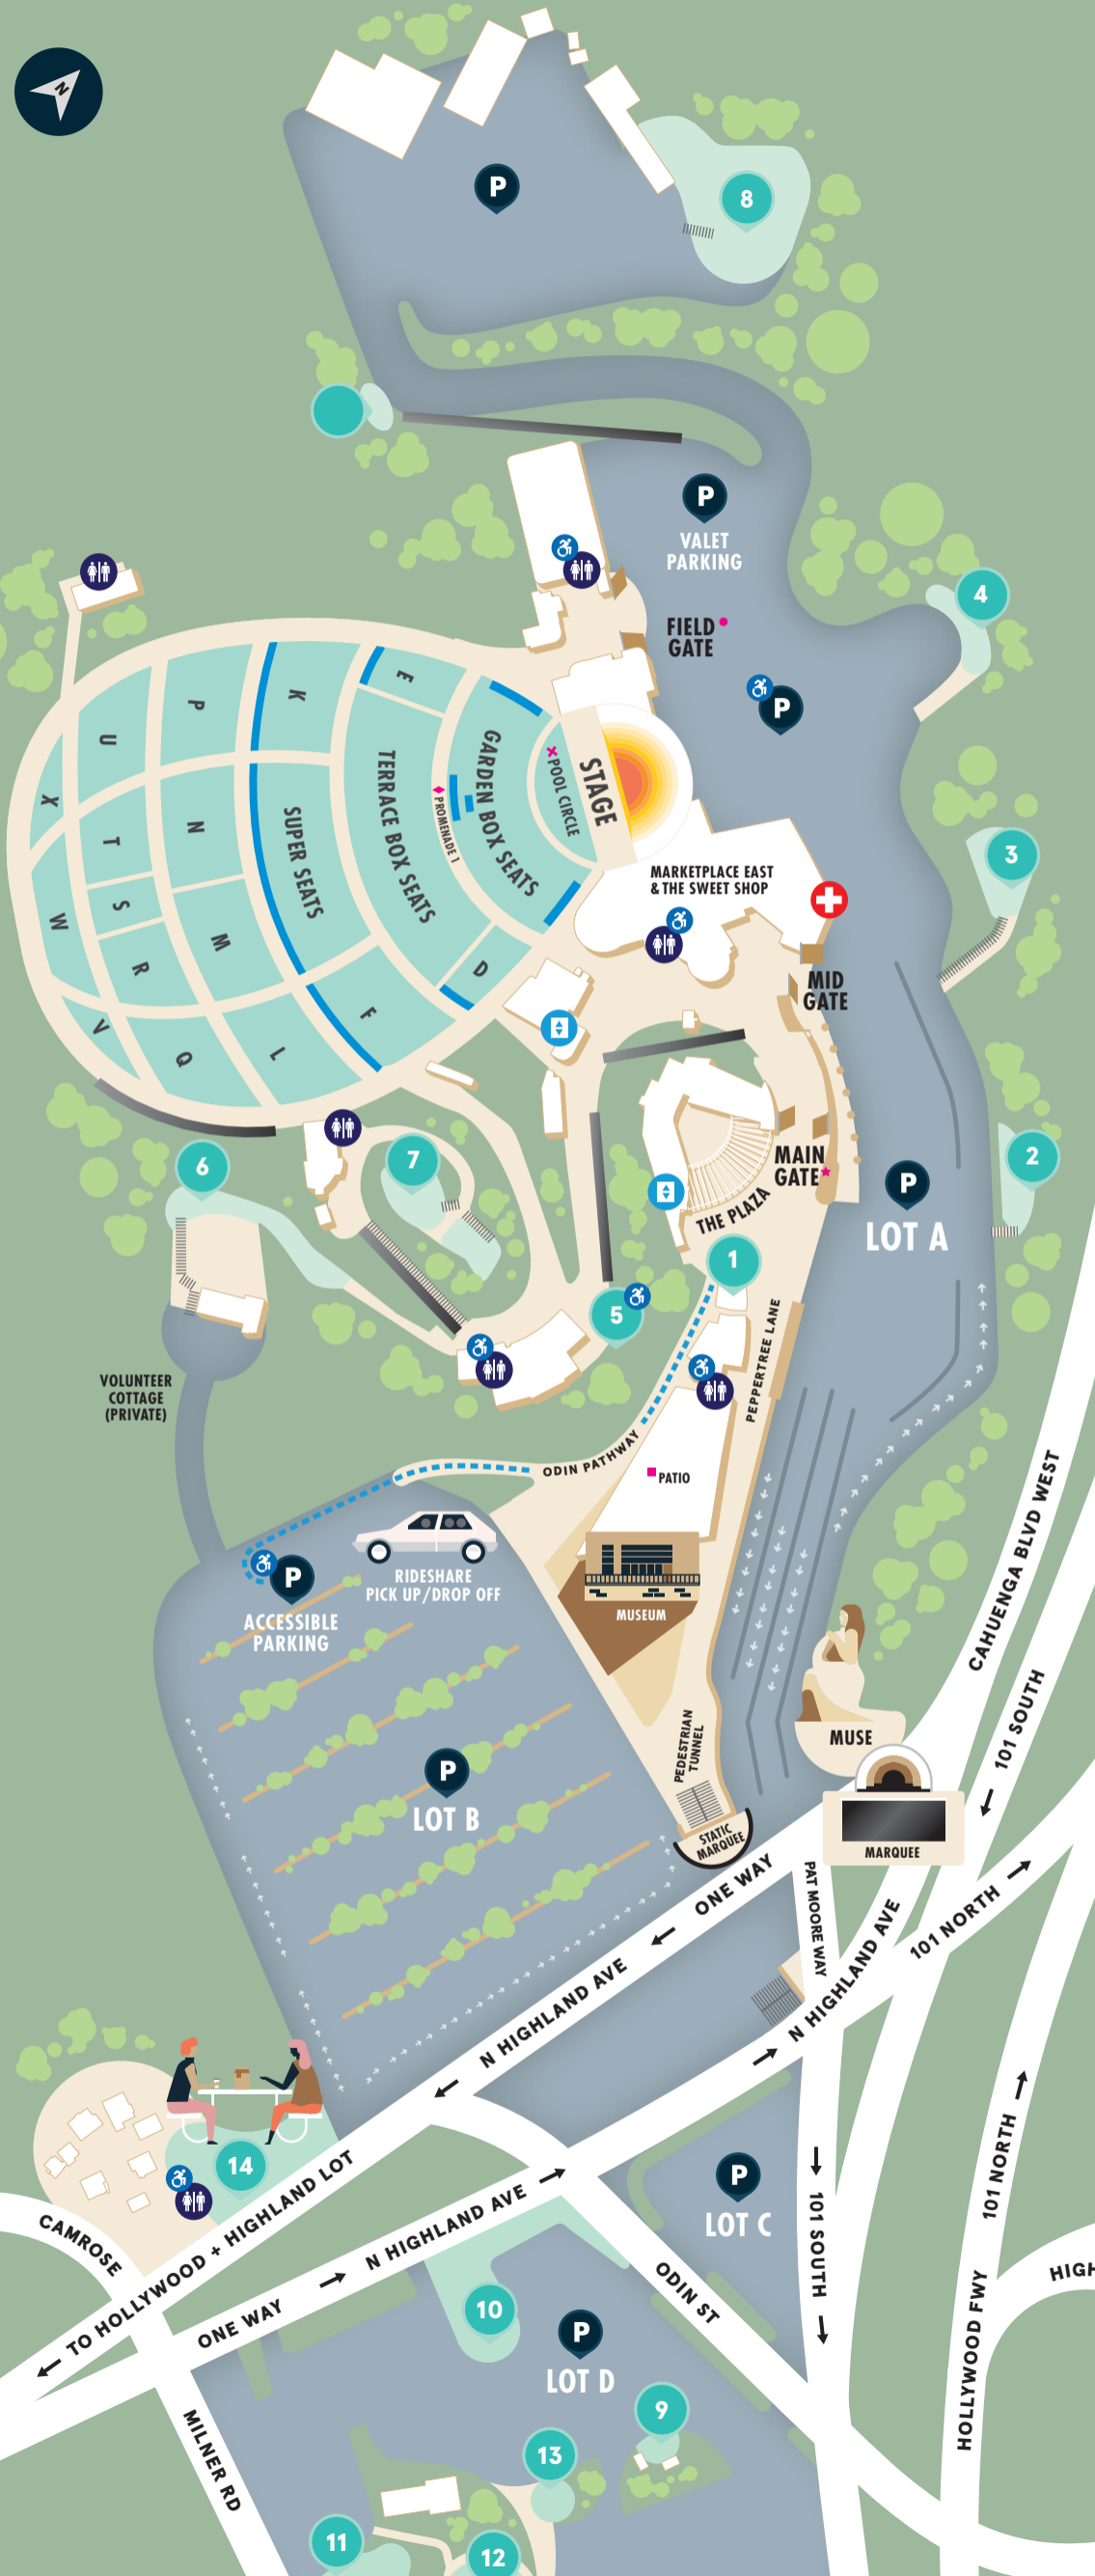 N
P
8
P
VALET
PARKING
4
FIELD
GATE
P
K
E
P
U
X
T
S
W
R
V
N
M
Q
L
F
D
SUPER SEATS
TERRACE BOX SEATS
PROMENADE 1
GARDEN BOX SEATS
POOL CIRCLE
STAGE
MARKETPLACE EAST
& THE SWEET SHOP
3
MID
GATE
6
7
MAIN
GATE
2
P
LOT A
THE PLAZA
1
5
PEPPERTREE LANE
VOLUNTEER
COTTAGE
(PRIVATE)
ODIN PATHWAY
PATIO
P
ACCESSIBLE
PARKING
RIDESHARE
PICK UP/DROP OFF
MUSEUM
CAHUENGA BLVD WEST
101 SOUTH
MUSE
PEDESTRIAN
TUNNEL
STATIC
MARQUEE
MARQUEE
P
LOT B
ONE WAY
PAT MOORE WAY
N HIGHLAND AVE
101 NORTH
N HIGHLAND AVE
14
TO HOLLYWOOD + HIGHLAND LOT
CAMROSE
N HIGHLAND AVE
ONE WAY
P
LOT C
101 SOUTH
101 NORTH
ODIN ST
HOLLYWOOD FWY
HIGH
10
P
LOT D
MILNER RD
9
13
11
12